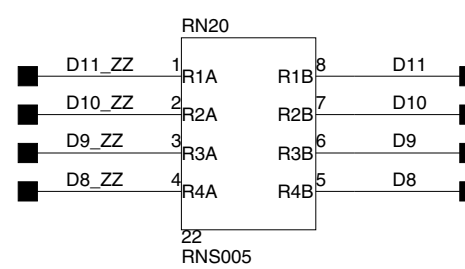 RN20
D11_ZZ 1 R1A R1B 8 D11
D10_ZZ 2 R2A R2B 7 D10
D9_ZZ 3 R3A R3B 6 D9
D8_ZZ 4 R4A R4B 5 D8
22
RNS005